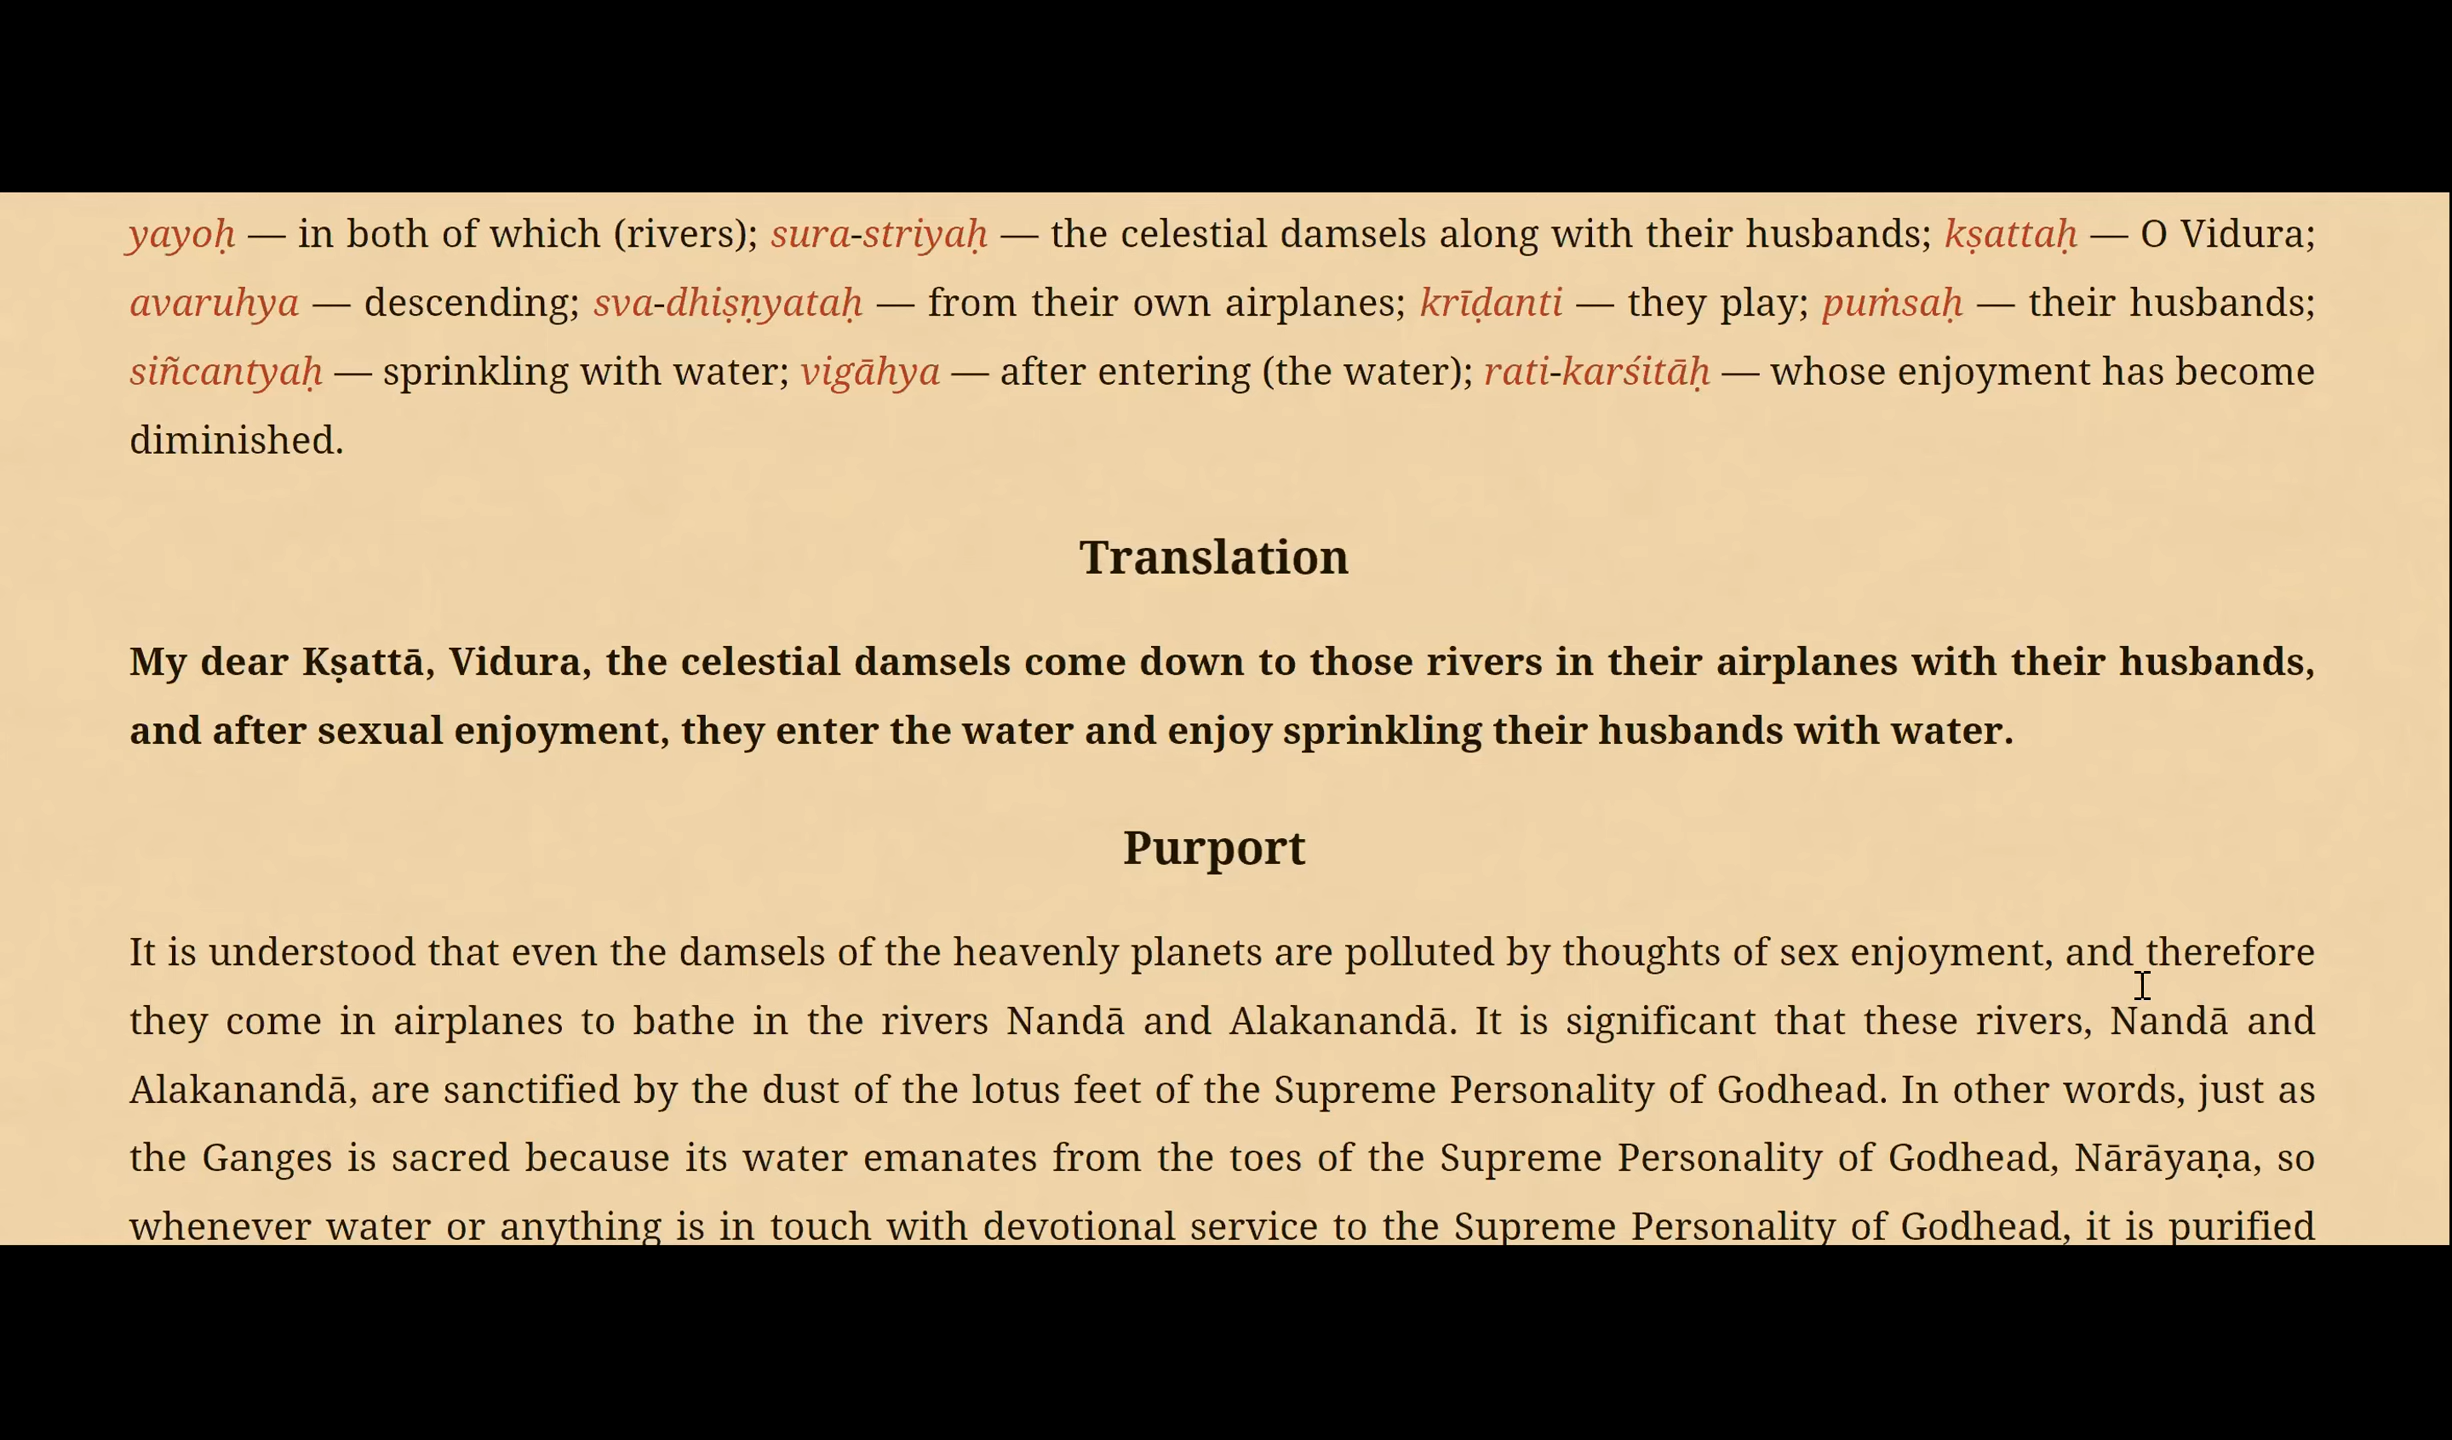 yayoḥ — in both of which (rivers); sura-striyaḥ — the celestial damsels along with their husbands; kṣattaḥ — O Vidura;
avaruhya — descending; sva-dhiṣṇyataḥ — from their own airplanes; krīḍanti — they play; puṁsaḥ — their husbands;
siñcantyaḥ — sprinkling with water; vigāhya — after entering (the water); rati-karśitāḥ — whose enjoyment has become
diminished.
Translation
My dear Kṣattā, Vidura, the celestial damsels come down to those rivers in their airplanes with their husbands,
and after sexual enjoyment, they enter the water and enjoy sprinkling their husbands with water.
Purport
It is understood that even the damsels of the heavenly planets are polluted by thoughts of sex enjoyment, and therefore
they come in airplanes to bathe in the rivers Nandā and Alakanandā. It is significant that these rivers, Nandā and
Alakanandā, are sanctified by the dust of the lotus feet of the Supreme Personality of Godhead. In other words, just as
the Ganges is sacred because its water emanates from the toes of the Supreme Personality of Godhead, Nārāyaṇa, so
whenever water or anything is in touch with devotional service to the Supreme Personality of Godhead, it is purified